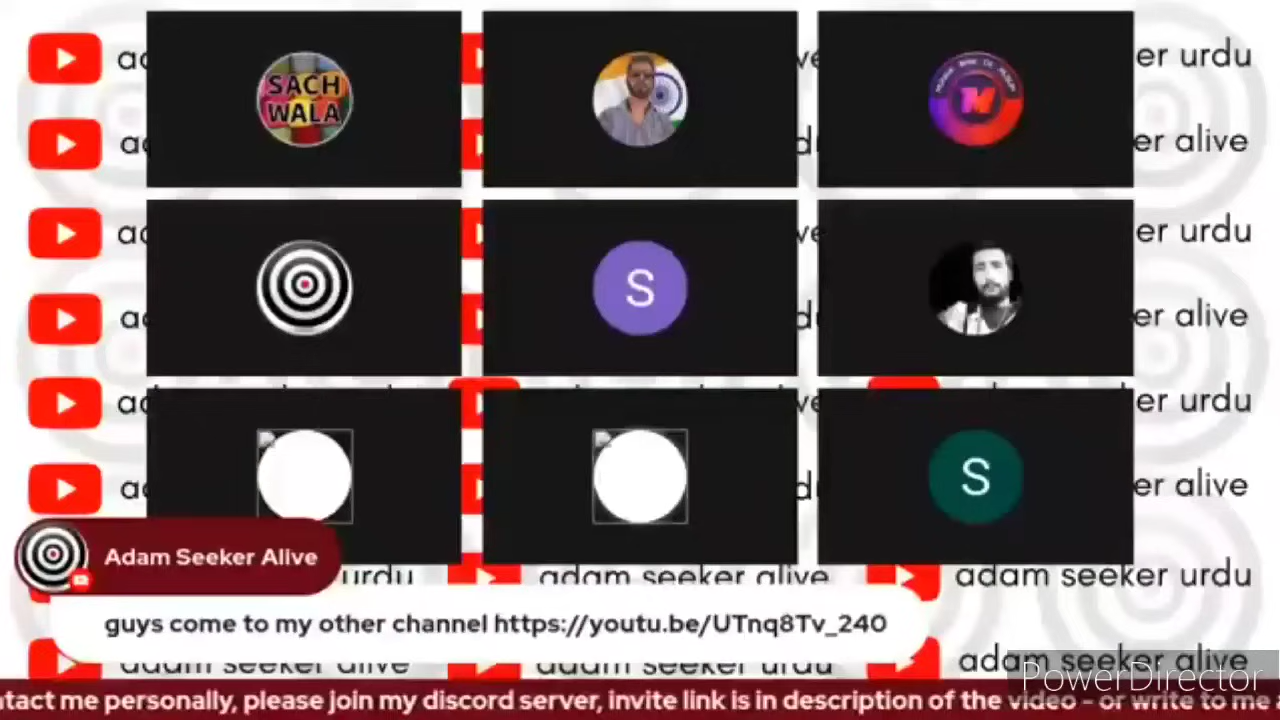 SACH
WALA
er urdu
er alive
er urdu
er alive
S
er urdu
er alive
S
Adam Seeker Alive
urdu
adam seeker alive
adam seeker urdu
guys come to my other channel https://youtu.be/UTnq8Tv_240
adam seeker alive
adam seeker urdu
adam seeker alive
PowerDirector
ntact me personally, please join my discord server, invite link is in description of the video - or write to me a